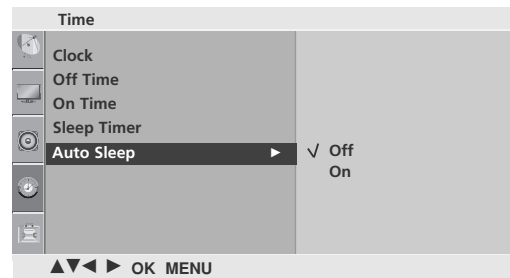 Time
Clock
Off Time
On Time
Sleep Timer
Auto Sleep ► √ Off
On
▲▼◄ ► OK MENU